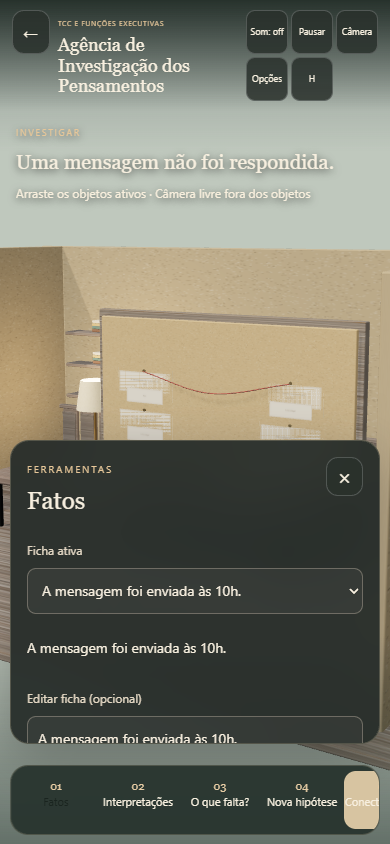 ←
TCC E FUNÇÕES EXECUTIVAS
Agência de
Investigação dos
Pensamentos
Som: off
Pausar
Câmera
Opções
H
INVESTIGAR
Uma mensagem não foi respondida.
Arraste os objetos ativos · Câmera livre fora dos objetos
FERRAMENTAS
×
Fatos
Ficha ativa
A mensagem foi enviada às 10h.
A mensagem foi enviada às 10h.
Editar ficha (opcional)
A mensagem foi enviada às 10h.
01
Fatos
02
Interpretações
03
O que falta?
04
Nova hipótese
Conect